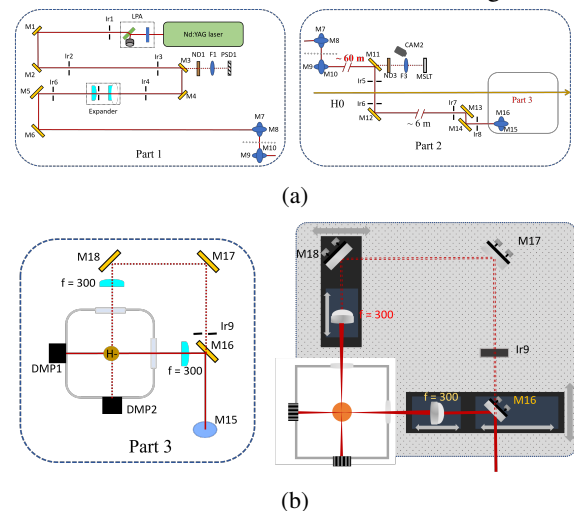 LPA
Ir1
M1
Nd:YAG laser
ND1 F1 PSD1
M3
Ir2
Ir3
M2
M5
Ir6
Ir4
M4
Expander
M6
M7
M8
M10
M9
Part 1
M7
M8
M9
M10
~ 60 m
M11
CAM2
ND3 F3 MSLT
Ir5
H0
Ir6
M12
~ 6 m
Ir7
M13
M14
Ir8
M16
M15
Part 3
Part 2
(a)
M18
M17
f = 300
Ir9
M16
H-
DMP1
f = 300
DMP2
M15
Part 3
M18
M17
f = 300
Ir9
f = 300
M16
(b)